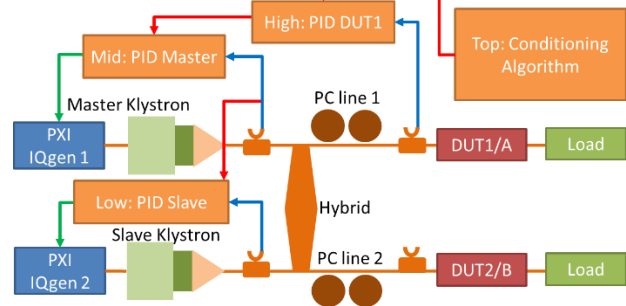 High: PID DUT1
Mid: PID Master
Top: Conditioning
Algorithm
Master Klystron
PC line 1
PXI
IQgen 1
DUT1/A
Load
Low: PID Slave
Hybrid
Slave Klystron
PC line 2
PXI
IQgen 2
DUT2/B
Load